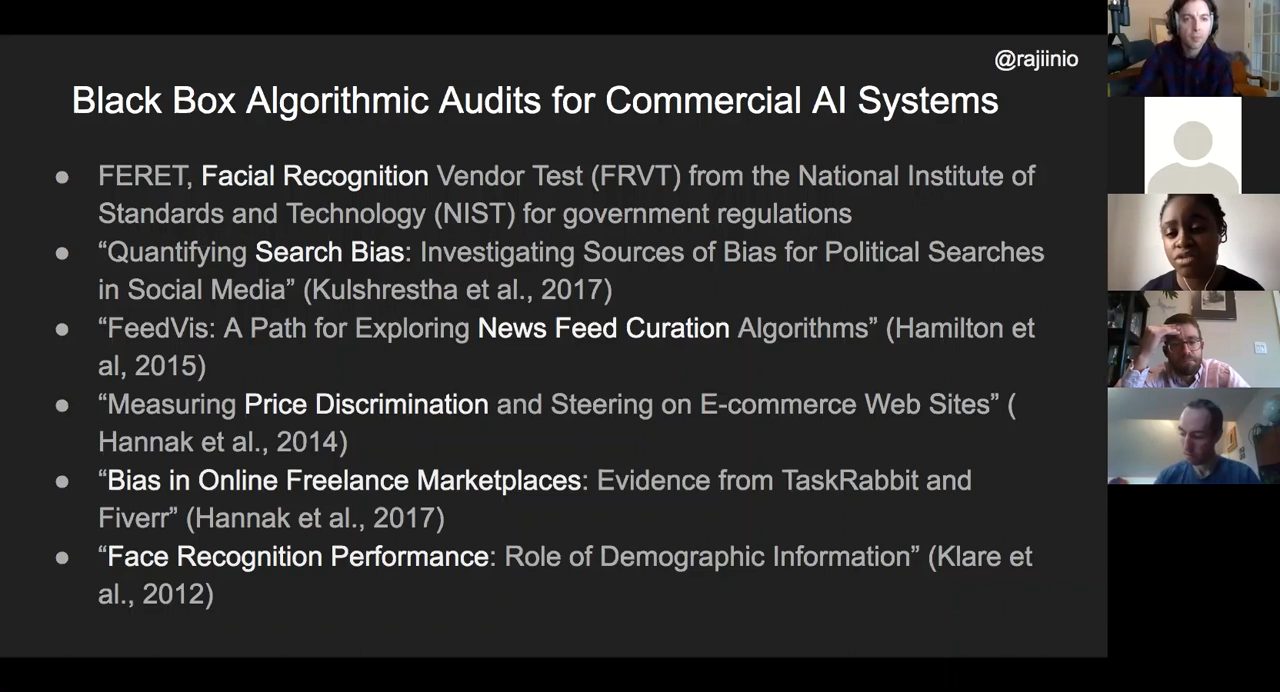 @rajiinio
Black Box Algorithmic Audits for Commercial AI Systems
● FERET, Facial Recognition Vendor Test (FRVT) from the National Institute of
Standards and Technology (NIST) for government regulations
● “Quantifying Search Bias: Investigating Sources of Bias for Political Searches
in Social Media” (Kulshrestha et al., 2017)
● “FeedVis: A Path for Exploring News Feed Curation Algorithms” (Hamilton et
al, 2015)
● “Measuring Price Discrimination and Steering on E-commerce Web Sites” (
Hannak et al., 2014)
● “Bias in Online Freelance Marketplaces: Evidence from TaskRabbit and
Fiverr” (Hannak et al., 2017)
● “Face Recognition Performance: Role of Demographic Information” (Klare et
al., 2012)